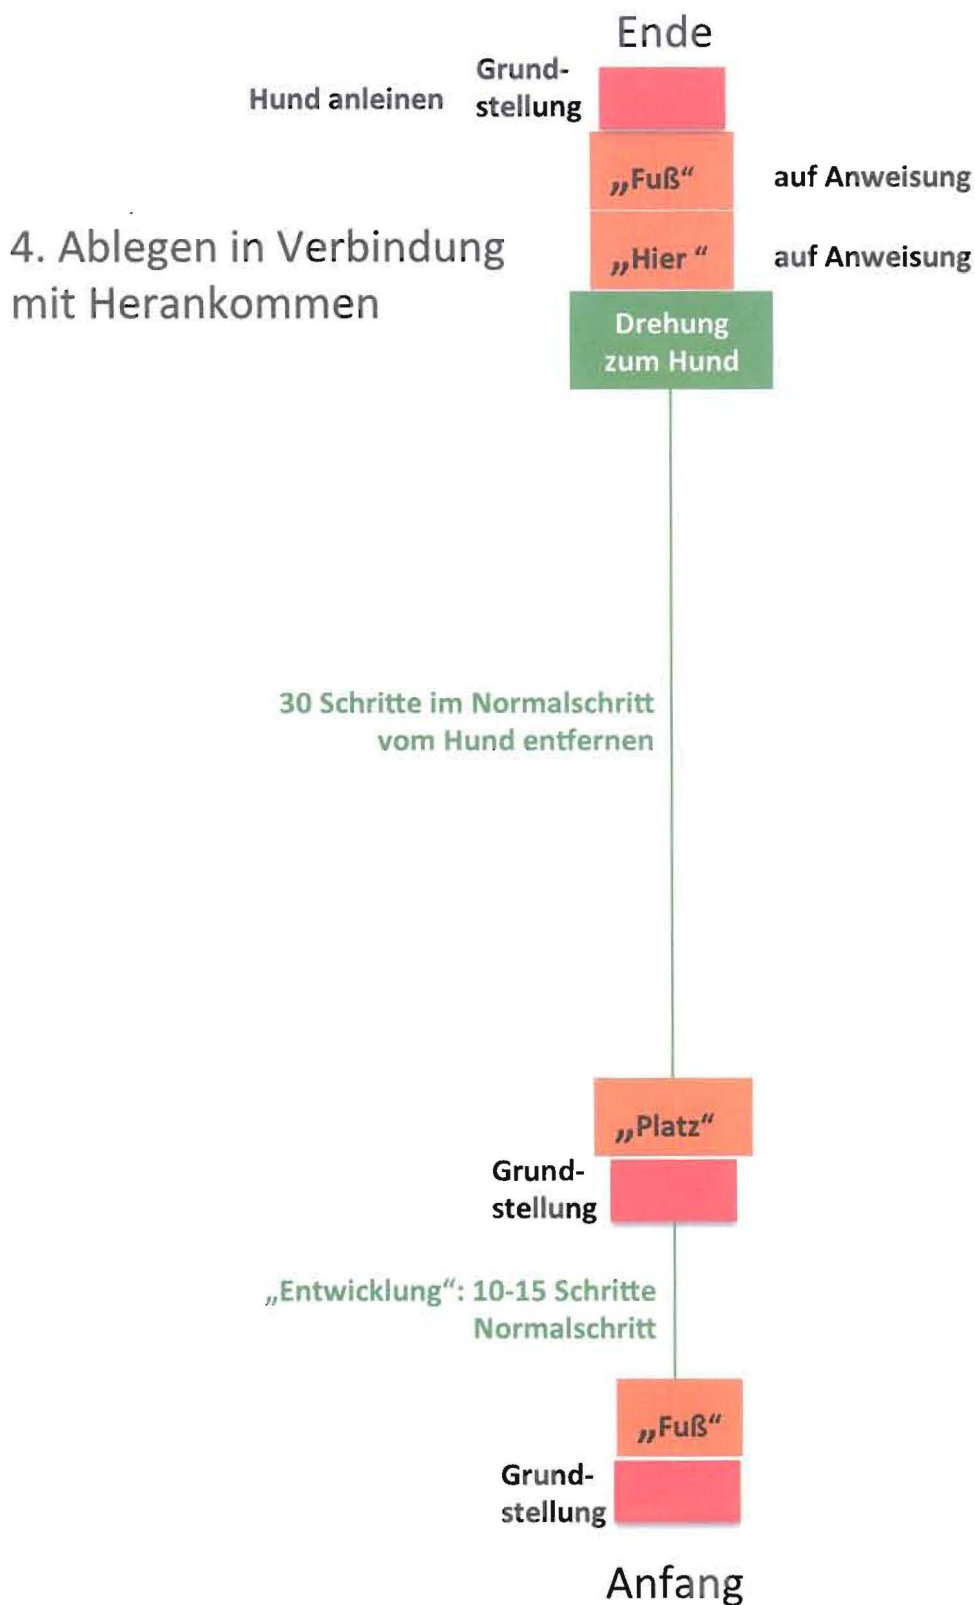 Ende
Grund-
Hund anleinen stellung
„Fuß“ auf Anweisung
4. Ablegen in Verbindung
mit Herankommen
„Hier “ auf Anweisung
Drehung
zum Hund
30 Schritte im Normalschritt
vom Hund entfernen
„Platz“
Grund-
stellung
„Entwicklung“: 10-15 Schritte
Normalschritt
„Fuß“
Grund-
stellung
Anfang